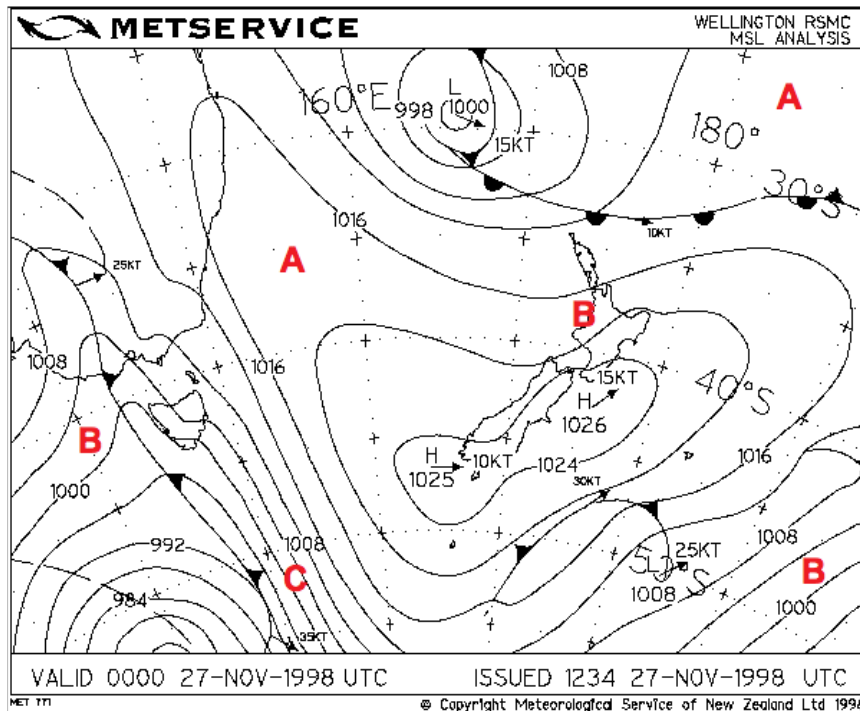 METSERVICE
WELLINGTON RSMC
MSL ANALYSIS
L
1000
998
1008
160°E
15KT
180°
A
30°S
10KT
1016
A
25KT
B
1008
1016
15KT
40°S
H
1026
B
H
1025
10KT
1024
1016
30KT
1000
992
1008
C
1008
25KT
S
1008
B
984
1000
35KT
VALID 0000 27-NOV-1998 UTC
ISSUED 1234 27-NOV-1998 UTC
MET 777
© Copyright Meteorological Service of New Zealand Ltd 1998